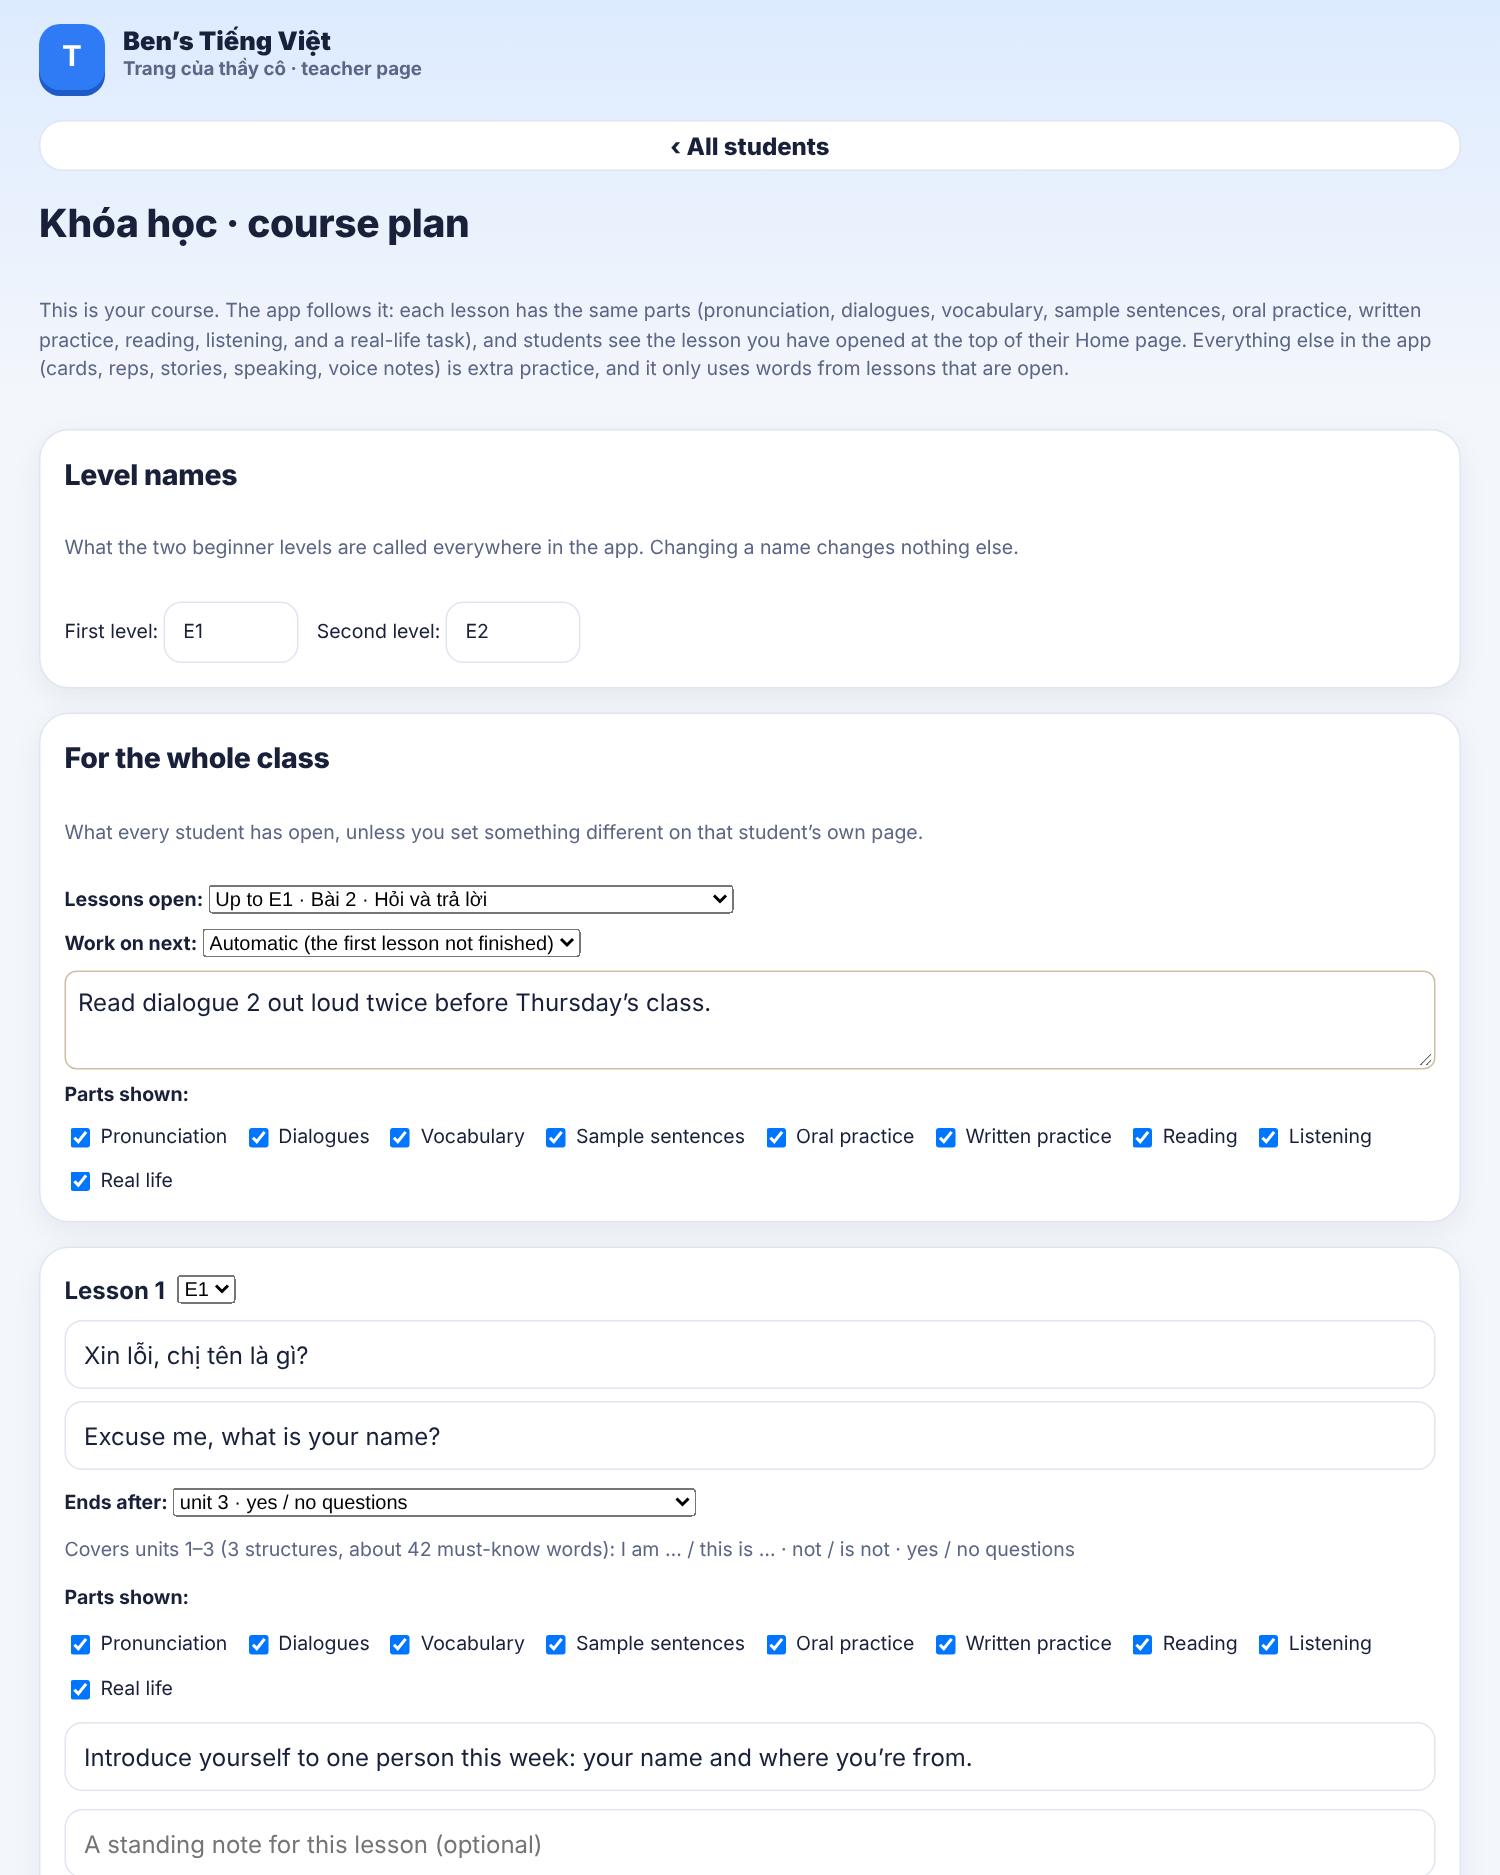 T
Ben’s Tiếng Việt
Trang của thầy cô · teacher page
‹ All students
Khóa học · course plan
This is your course. The app follows it: each lesson has the same parts (pronunciation, dialogues, vocabulary, sample sentences, oral practice, written
practice, reading, listening, and a real-life task), and students see the lesson you have opened at the top of their Home page. Everything else in the app
(cards, reps, stories, speaking, voice notes) is extra practice, and it only uses words from lessons that are open.
Level names
What the two beginner levels are called everywhere in the app. Changing a name changes nothing else.
First level: E1 Second level: E2
For the whole class
What every student has open, unless you set something different on that student’s own page.
Lessons open: Up to E1 · Bài 2 · Hỏi và trả lời
Work on next: Automatic (the first lesson not finished)
Read dialogue 2 out loud twice before Thursday’s class.
Parts shown:
Pronunciation Dialogues Vocabulary Sample sentences Oral practice Written practice Reading Listening
Real life
Lesson 1 E1
Xin lỗi, chị tên là gì?
Excuse me, what is your name?
Ends after: unit 3 · yes / no questions
Covers units 1–3 (3 structures, about 42 must-know words): I am … / this is … · not / is not · yes / no questions
Parts shown:
Pronunciation Dialogues Vocabulary Sample sentences Oral practice Written practice Reading Listening
Real life
Introduce yourself to one person this week: your name and where you’re from.
A standing note for this lesson (optional)